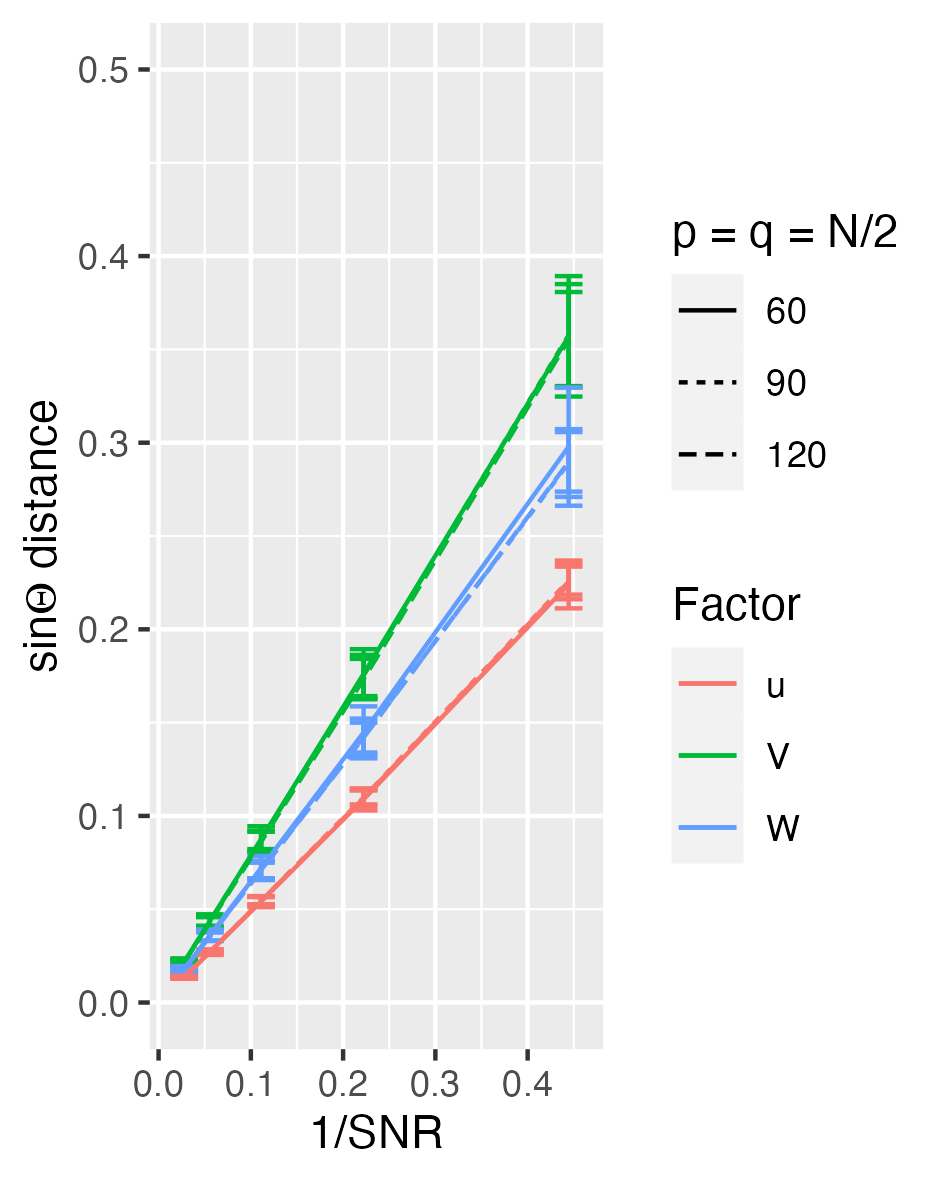 0.5
0.4
0.3
0.2
0.1
0.0
sinΘ distance
0.0 0.1 0.2 0.3 0.4
1/SNR
p = q = N/2
60
90
120
Factor
u
V
W